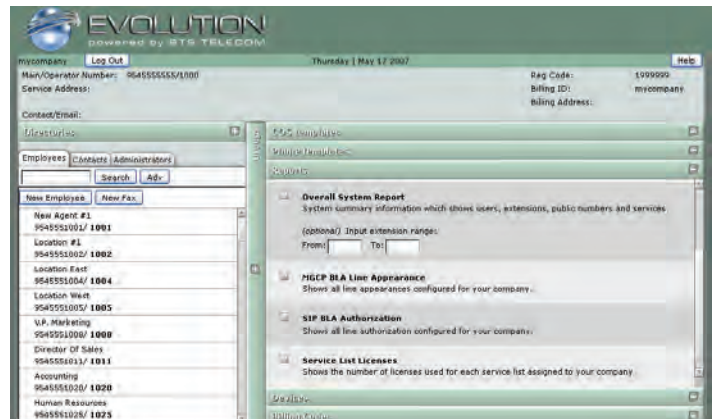 EVOLUTION
powered by BTS TELECOM
mycompany Log Out Thursday | May 17 2007 Help
Main/Operator Number: 9545555555/1000
Service Address:
Contact/Email:
Reg Code: 1999999
Billing ID: mycompany
Billing Address:
Directories
Employees Contacts Administrators
Search Adv
New Employee New Fax
New Agent #1
9545551001/ 1001
Location #1
9545551002/ 1002
Location East
9545551004/ 1004
Location West
9545551005/ 1005
V.P. Marketing
9545551008/ 1008
Director Of Sales
9545551011/ 1011
Accounting
9545551020/ 1020
Human Resources
9545551025/ 1025
COS Templates
Phone Templates
Reports
Overall System Report
System summary information which shows users, extensions, public numbers and services
(optional) Input extension range:
From: To:
MGCP BLA Line Appearance
Shows all line appearances configured for your company.
SIP BLA Authorization
Shows all line authorization configured for your company.
Service List Licenses
Shows the number of licenses used for each service list assigned to your company
Devices
Billing Codes